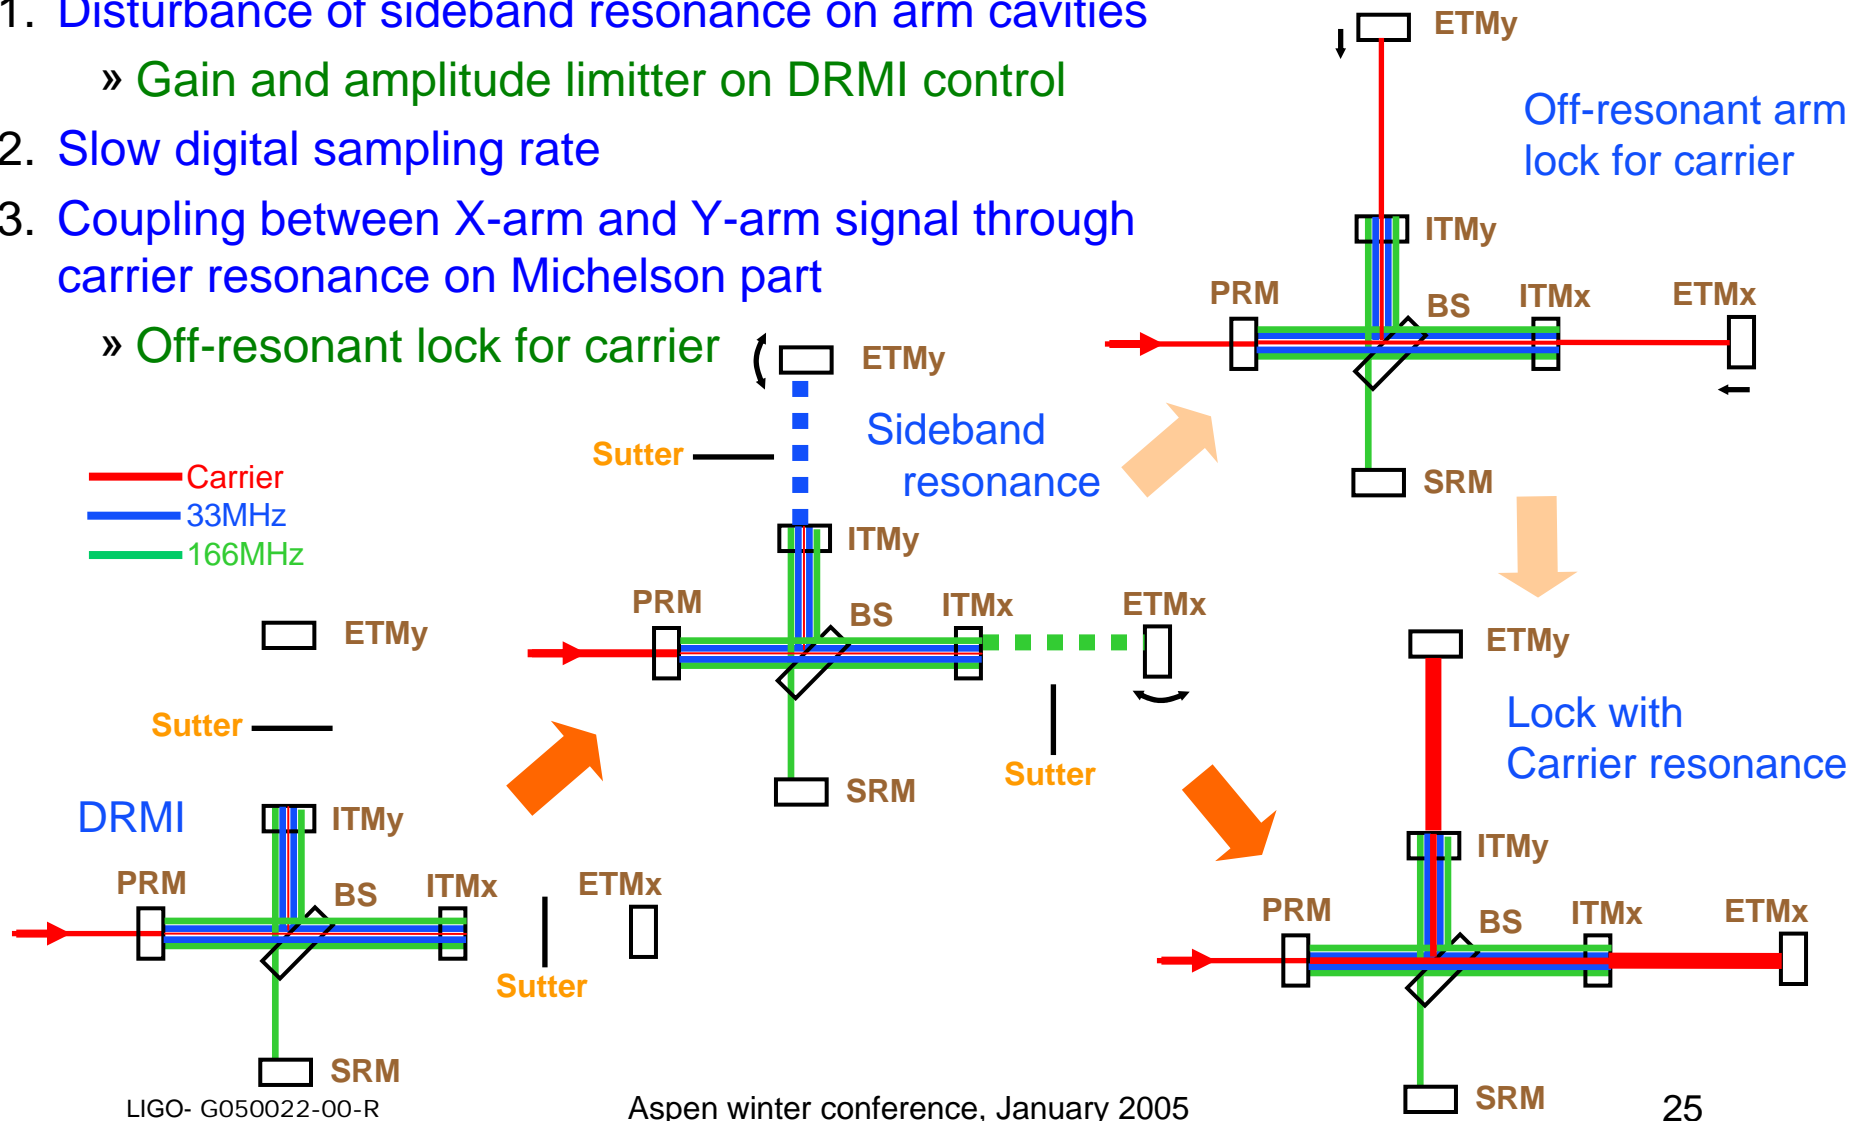 1. Disturbance of sideband resonance on arm cavities
» Gain and amplitude limitter on DRMI control
2. Slow digital sampling rate
3. Coupling between X-arm and Y-arm signal through
carrier resonance on Michelson part
» Off-resonant lock for carrier
ETMy
Off-resonant arm
lock for carrier
ITMy
PRM
BS
ITMx
ETMx
SRM
ETMy
Sideband
resonance
Sutter
ITMy
PRM
BS
ITMx
ETMx
Sutter
SRM
Carrier
33MHz
166MHz
ETMy
Sutter
DRMI
ITMy
PRM
BS
ITMx
ETMx
Sutter
SRM
ETMy
Lock with
Carrier resonance
ITMy
PRM
BS
ITMx
ETMx
SRM
LIGO- G050022-00-R
Aspen winter conference, January 2005
25